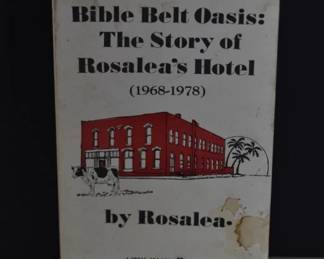 Bible Belt Oasis:
The Story of
Rosalea's Hotel
(1968-1978)
by Rosalea